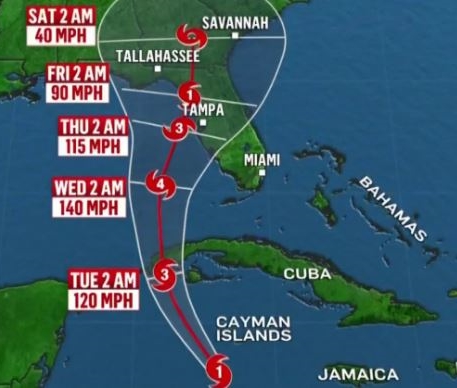 SAT 2 AM
40 MPH
SAVANNAH
TALLAHASSEE
FRI 2 AM
90 MPH
1
TAMPA
THU 2 AM
115 MPH
3
MIAMI
WED 2 AM
140 MPH
4
BAHAMAS
TUE 2 AM
120 MPH
3
CUBA
CAYMAN
ISLANDS
1
JAMAICA